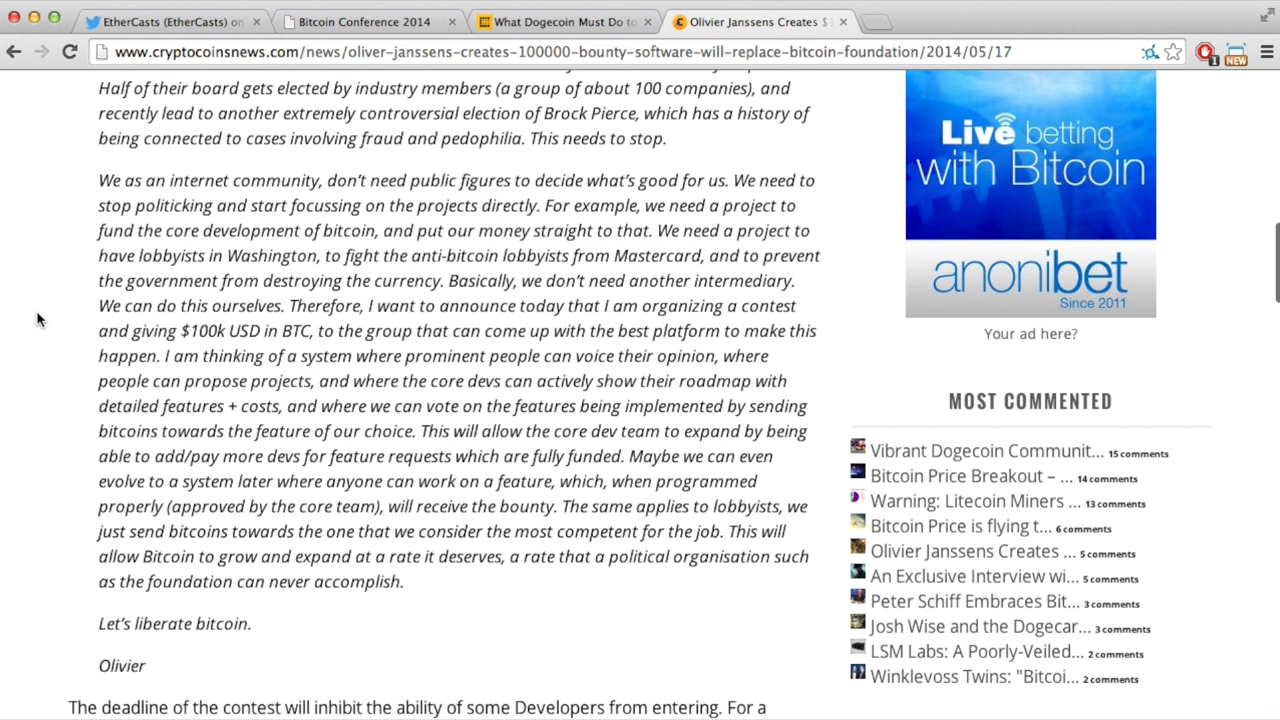 EtherCasts (EtherCasts) on
Bitcoin Conference 2014
What Dogecoin Must Do to
Olivier Janssens Creates $1
www.cryptocoinsnews.com/news/oliver-janssens-creates-100000-bounty-software-will-replace-bitcoin-foundation/2014/05/17
1
NEW
Half of their board gets elected by industry members (a group of about 100 companies), and
recently lead to another extremely controversial election of Brock Pierce, which has a history of
being connected to cases involving fraud and pedophilia. This needs to stop.
We as an internet community, don't need public figures to decide what's good for us. We need to
stop politicking and start focussing on the projects directly. For example, we need a project to
fund the core development of bitcoin, and put our money straight to that. We need a project to
have lobbyists in Washington, to fight the anti-bitcoin lobbyists from Mastercard, and to prevent
the government from destroying the currency. Basically, we don't need another intermediary.
We can do this ourselves. Therefore, I want to announce today that I am organizing a contest
and giving $100k USD in BTC, to the group that can come up with the best platform to make this
happen. I am thinking of a system where prominent people can voice their opinion, where
people can propose projects, and where the core devs can actively show their roadmap with
detailed features + costs, and where we can vote on the features being implemented by sending
bitcoins towards the feature of our choice. This will allow the core dev team to expand by being
able to add/pay more devs for feature requests which are fully funded. Maybe we can even
evolve to a system later where anyone can work on a feature, which, when programmed
properly (approved by the core team), will receive the bounty. The same applies to lobbyists, we
just send bitcoins towards the one that we consider the most competent for the job. This will
allow Bitcoin to grow and expand at a rate it deserves, a rate that a political organisation such
as the foundation can never accomplish.
Let's liberate bitcoin.
Olivier
The deadline of the contest will inhibit the ability of some Developers from entering. For a
Live betting
with Bitcoin
anonibet
Since 2011
Your ad here?
MOST COMMENTED
Vibrant Dogecoin Communit... 15 comments
Bitcoin Price Breakout – ... 14 comments
Warning: Litecoin Miners ... 13 comments
Bitcoin Price is flying t... 6 comments
Olivier Janssens Creates ... 5 comments
An Exclusive Interview wi... 5 comments
Peter Schiff Embraces Bit... 3 comments
Josh Wise and the Dogecar... 3 comments
LSM Labs: A Poorly-Veiled... 2 comments
Winklevoss Twins: "Bitcoi... 2 comments